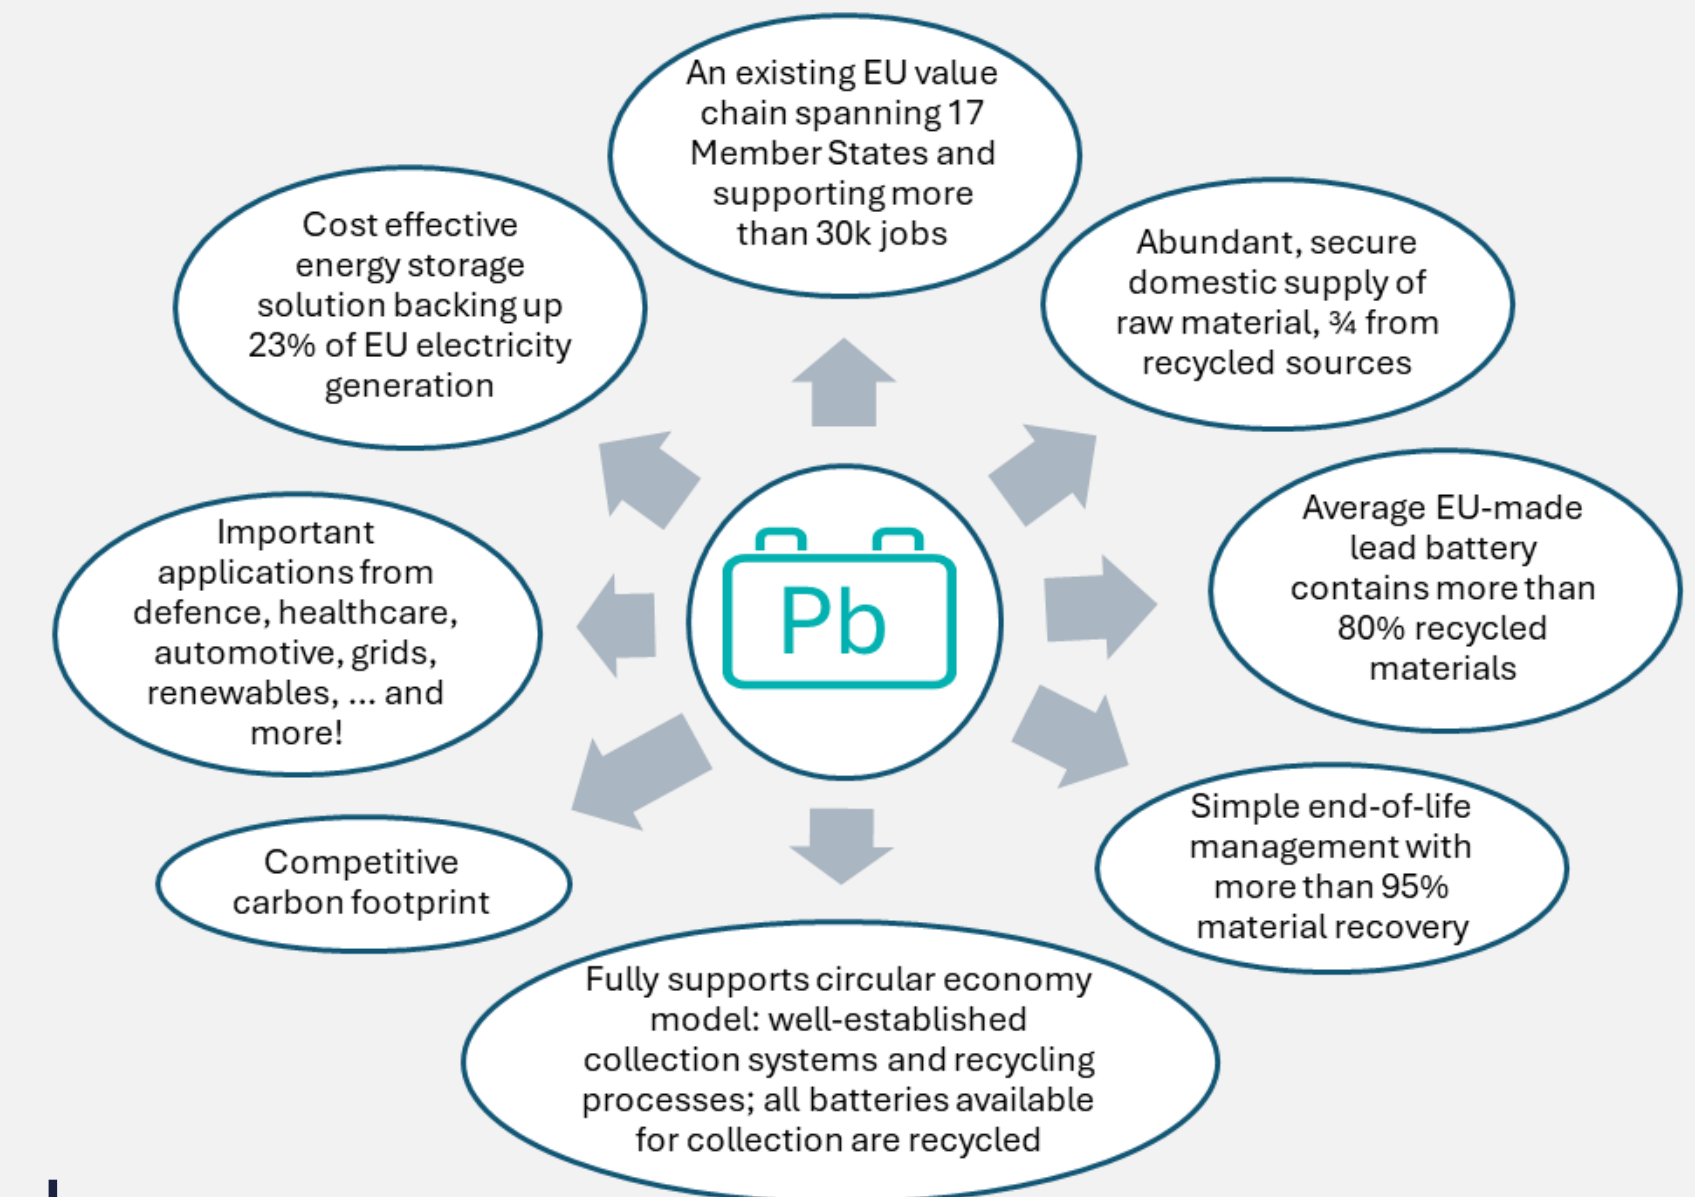 An existing EU value
chain spanning 17
Member States and
supporting more
than 30k jobs
Cost effective
energy storage
solution backing up
23% of EU electricity
generation
Abundant, secure
domestic supply of
raw material, ¾ from
recycled sources
Important
applications from
defence, healthcare,
automotive, grids,
renewables, ... and
more!
Pb
Average EU-made
lead battery
contains more than
80% recycled
materials
Competitive
carbon footprint
Simple end-of-life
management with
more than 95%
material recovery
Fully supports circular economy
model: well-established
collection systems and recycling
processes; all batteries available
for collection are recycled